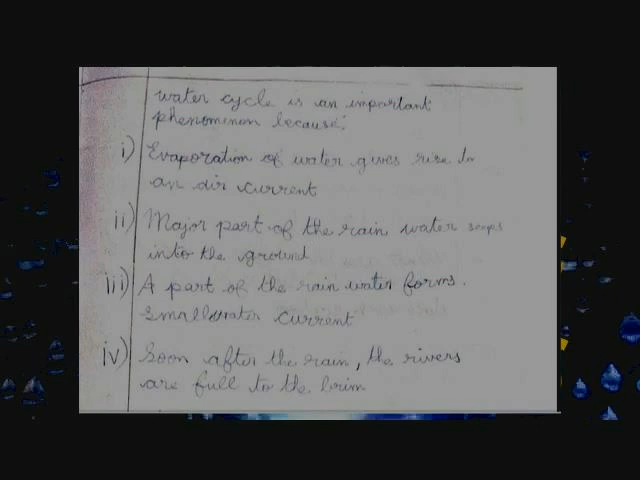 water cycle is an important
phenominon because:
i) Evaporation of water gives rise to
an air current
ii) Major part of the rain water seeps
into the ground
iii) A part of the rain water forms.
Small water current
iv) Soon after the rain, the rivers
are full to the brim